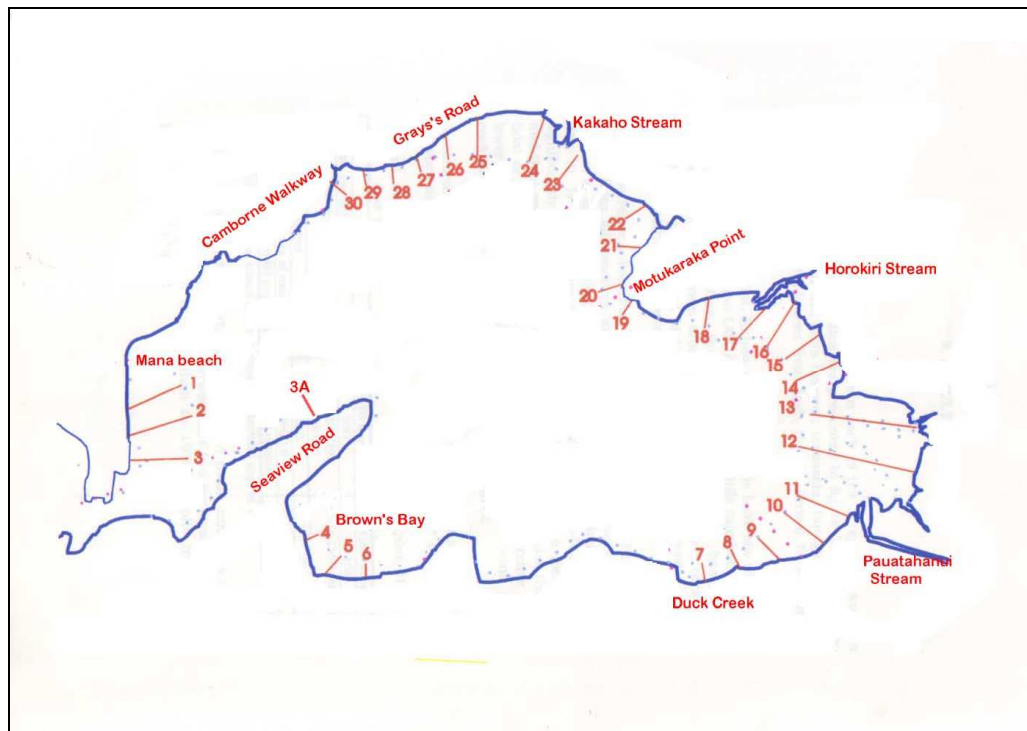 Grays's Road
Kakaho Stream
Camborne Walkway
30
29
28
27
26
25
24
23
22
21
20
19
Motukaraka Point
Horokiri Stream
18
17
16
15
14
13
12
11
10
9
8
7
Mana beach
1
2
3
3A
Seaview Road
Brown's Bay
4
5
6
Duck Creek
Pauatahanui
Stream